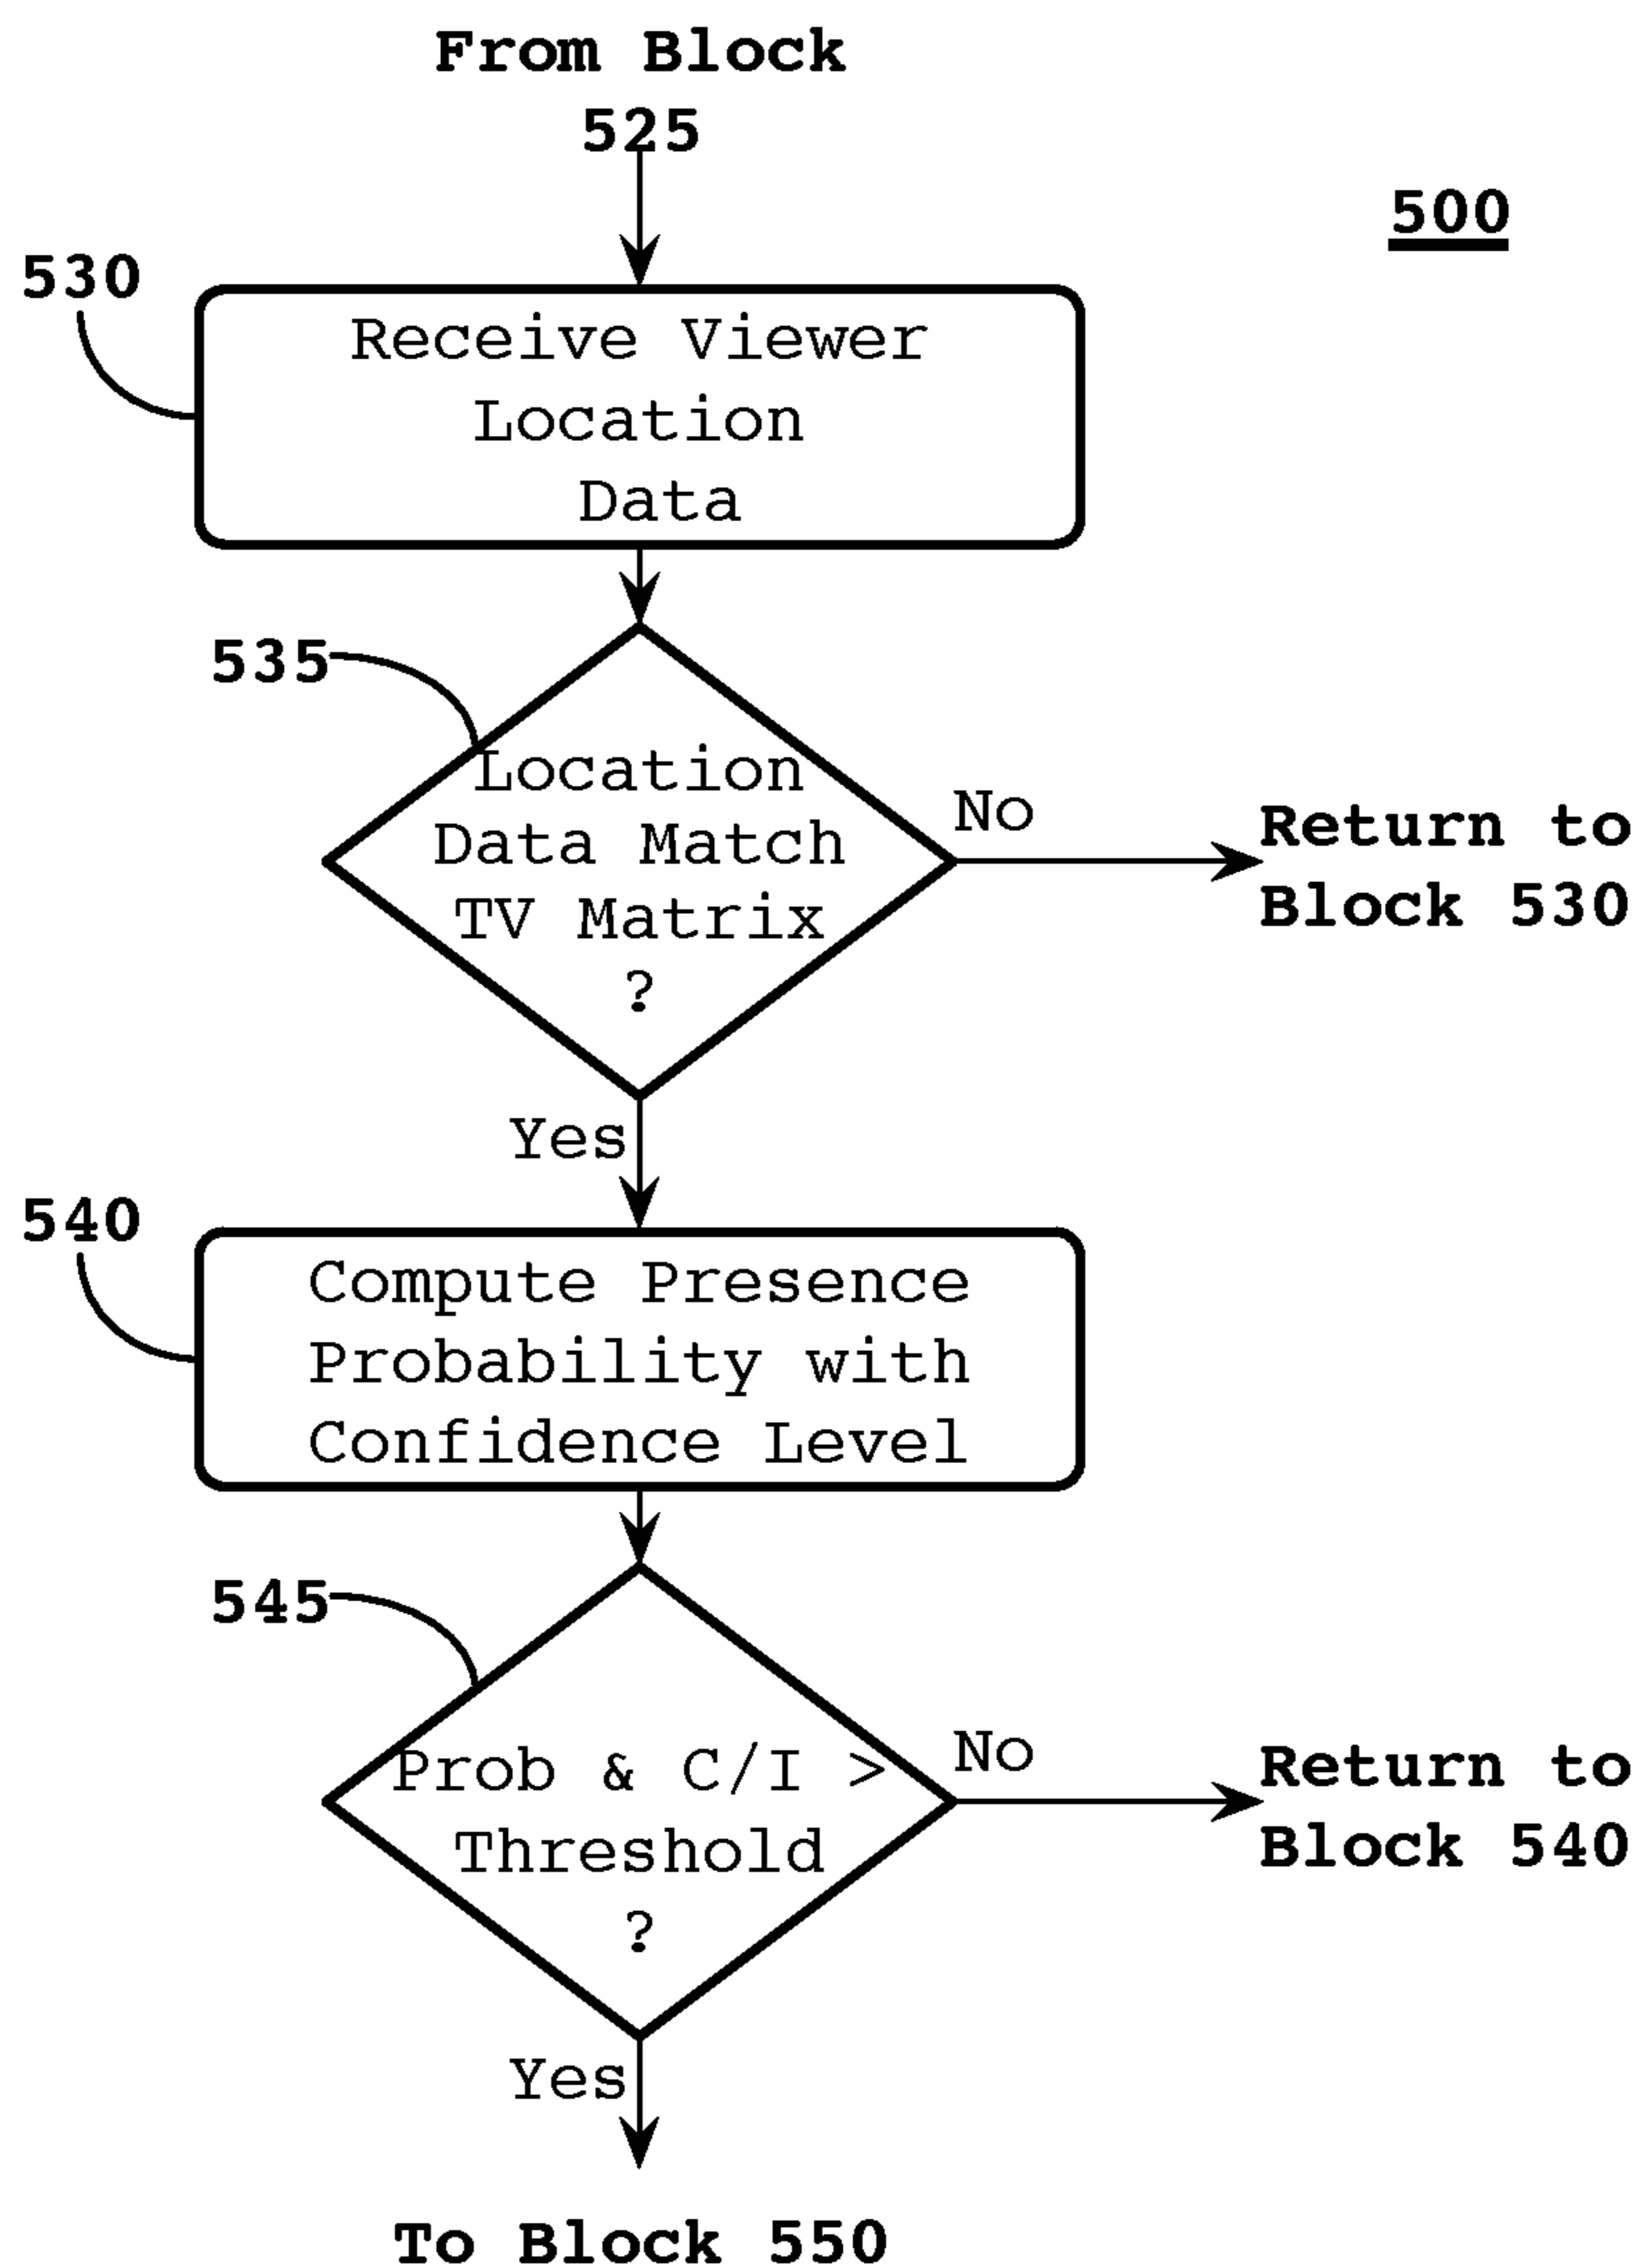 From Block
525
500
530
Receive Viewer
Location
Data
535
Location
Data Match
TV Matrix
?
No
Return to
Block 530
Yes
540
Compute Presence
Probability with
Confidence Level
545
Prob & C/I >
Threshold
?
No
Return to
Block 540
Yes
To Block 550